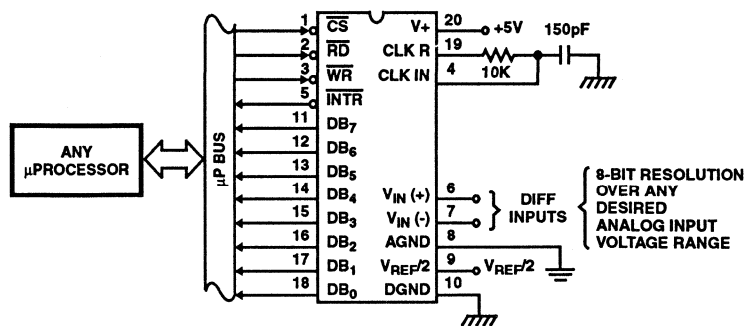 ANY
µPROCESSOR
µP BUS
1 CS V+ 20 +5V 150pF
2 RD CLK R 19 10K
3 WR CLK IN 4
5 INTR
11 DB7
12 DB6
13 DB5
14 DB4 VIN (+) 6
15 DB3 VIN (-) 7
16 DB2 AGND 8
17 DB1 VREF/2 9 VREF/2
18 DB0 DGND 10
DIFF
INPUTS
8-BIT RESOLUTION
OVER ANY
DESIRED
ANALOG INPUT
VOLTAGE RANGE